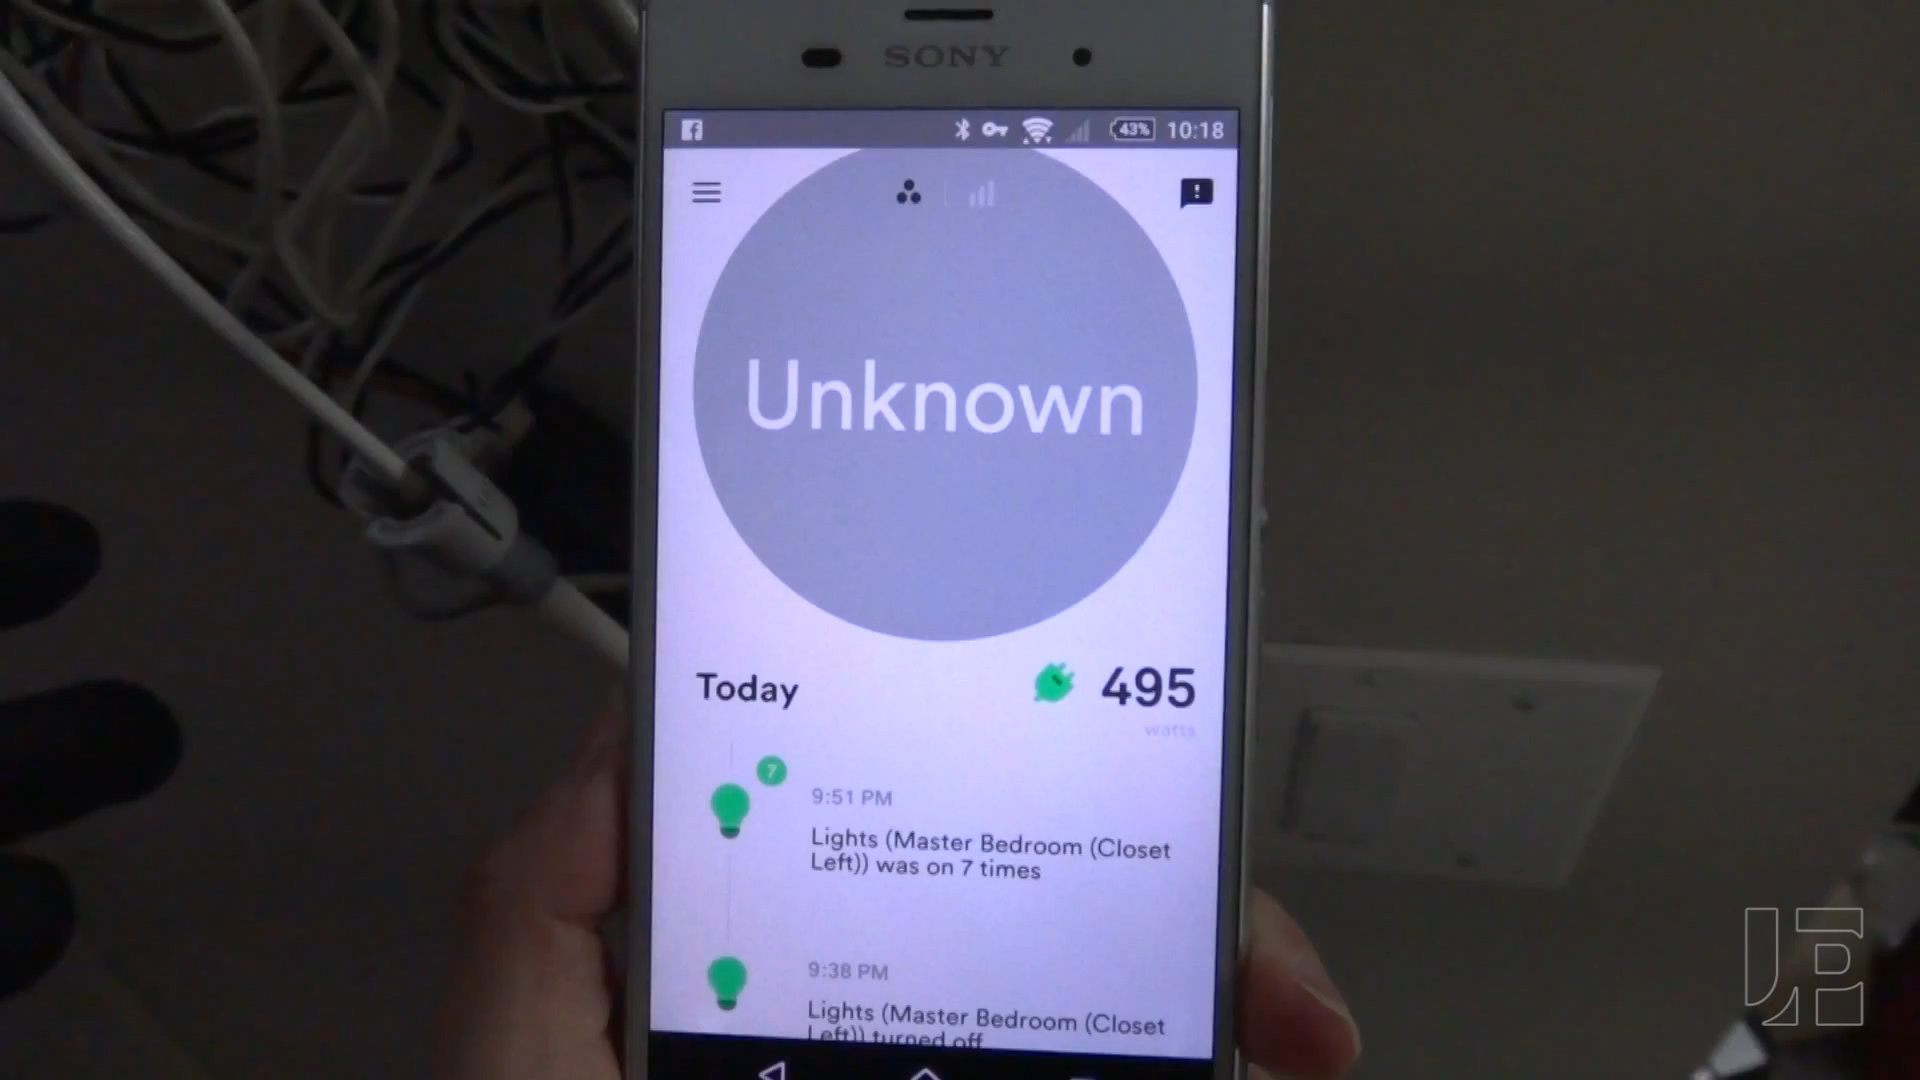 SONY
43% 10:18
Unknown
Today 495
watts
7
9:51 PM
Lights (Master Bedroom (Closet
Left)) was on 7 times
9:38 PM
Lights (Master Bedroom (Closet
Left)) turned off